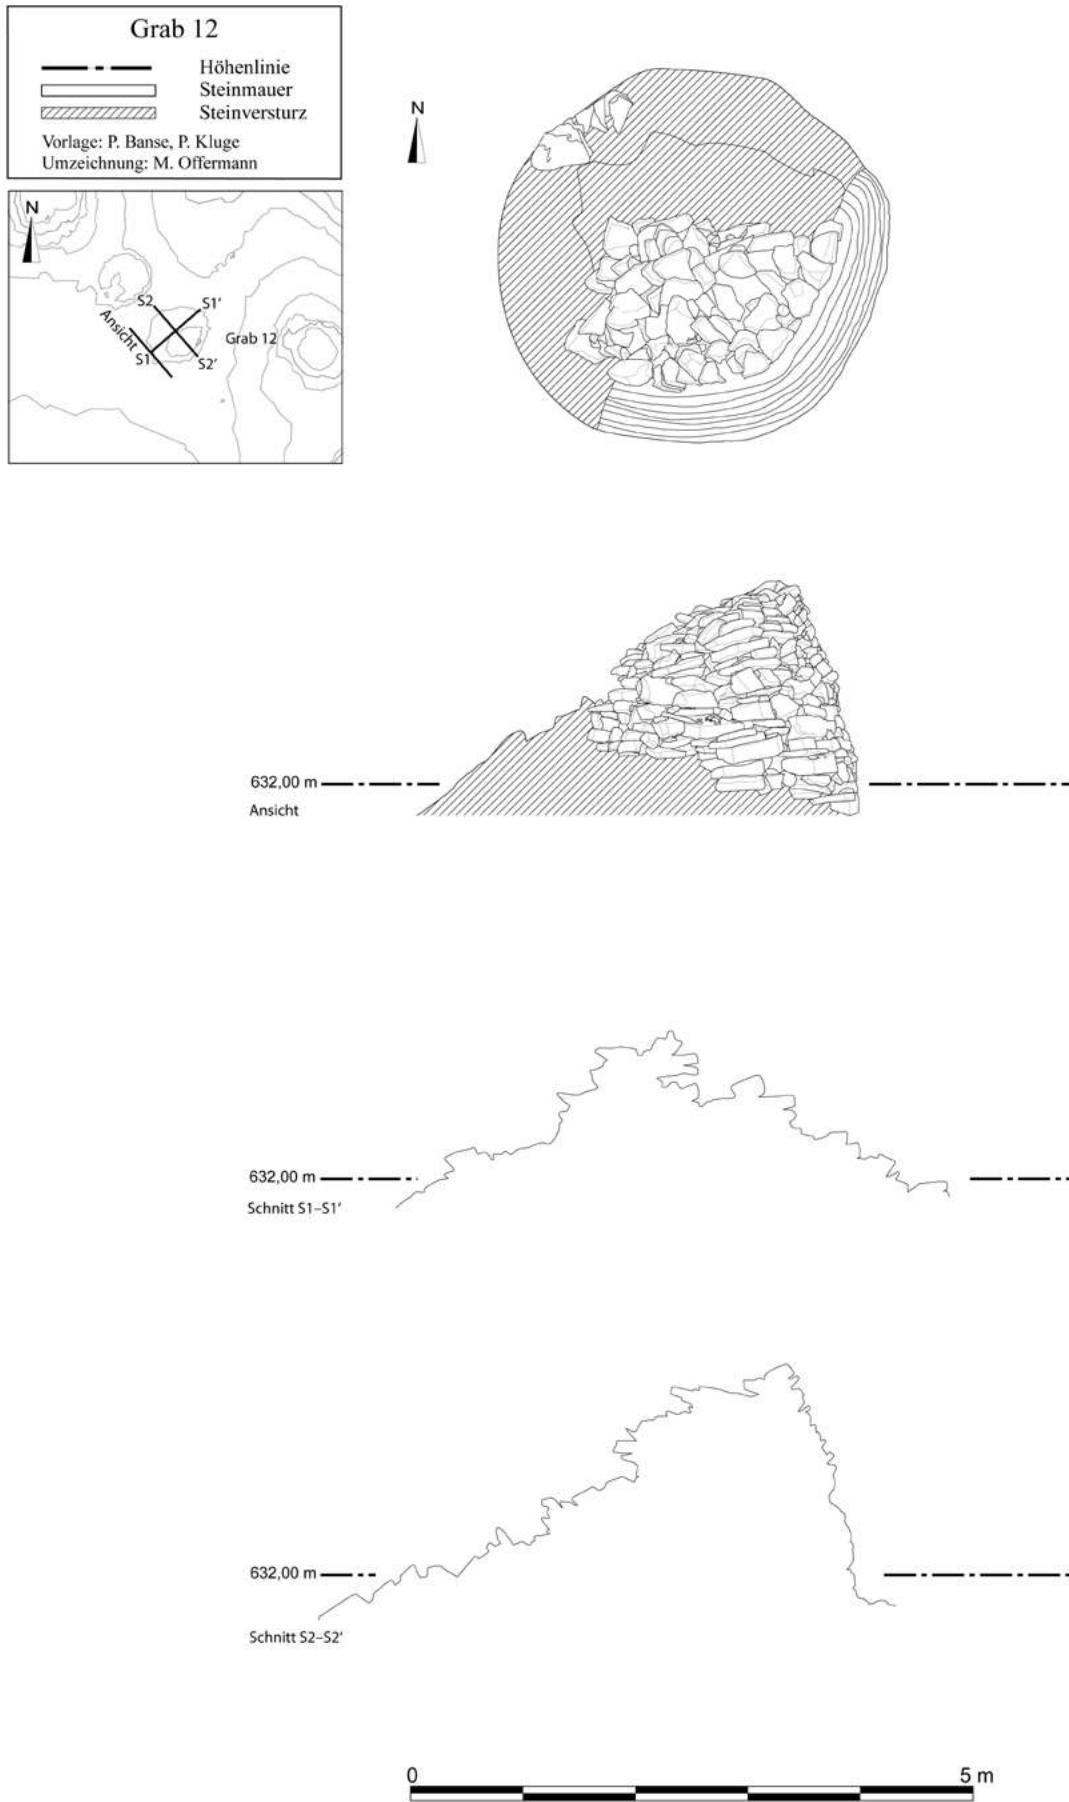 Grab 12
Höhenlinie
Steinmauer
Steinversturz
Vorlage: P. Banse, P. Kluge
Umzeichnung: M. Offermann
N
N
S2
S1'
Ansicht
Grab 12
S1
S2'
632,00 m
Ansicht
632,00 m
Schnitt S1–S1'
632,00 m
Schnitt S2–S2'
0
5 m